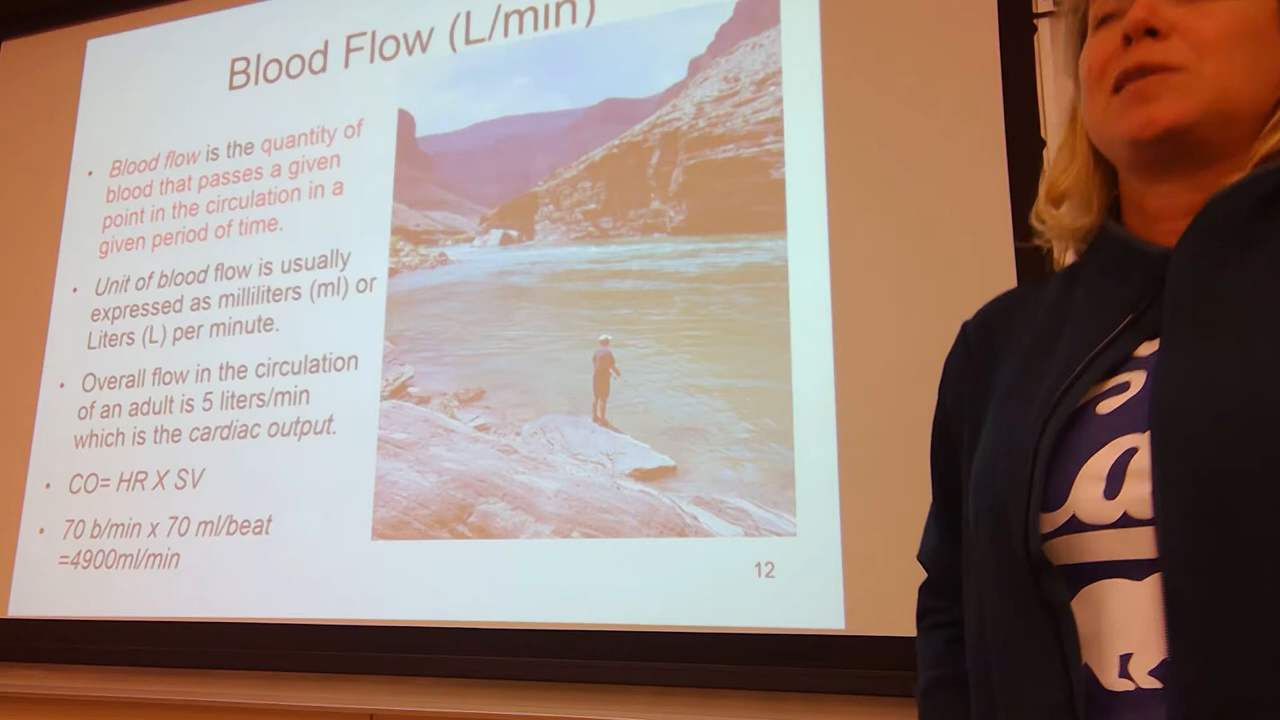 Blood Flow (L/min)
• Blood flow is the quantity of
blood that passes a given
point in the circulation in a
given period of time.
• Unit of blood flow is usually
expressed as milliliters (ml) or
Liters (L) per minute.
• Overall flow in the circulation
of an adult is 5 liters/min
which is the cardiac output.
• CO= HR X SV
• 70 b/min x 70 ml/beat
=4900ml/min
12